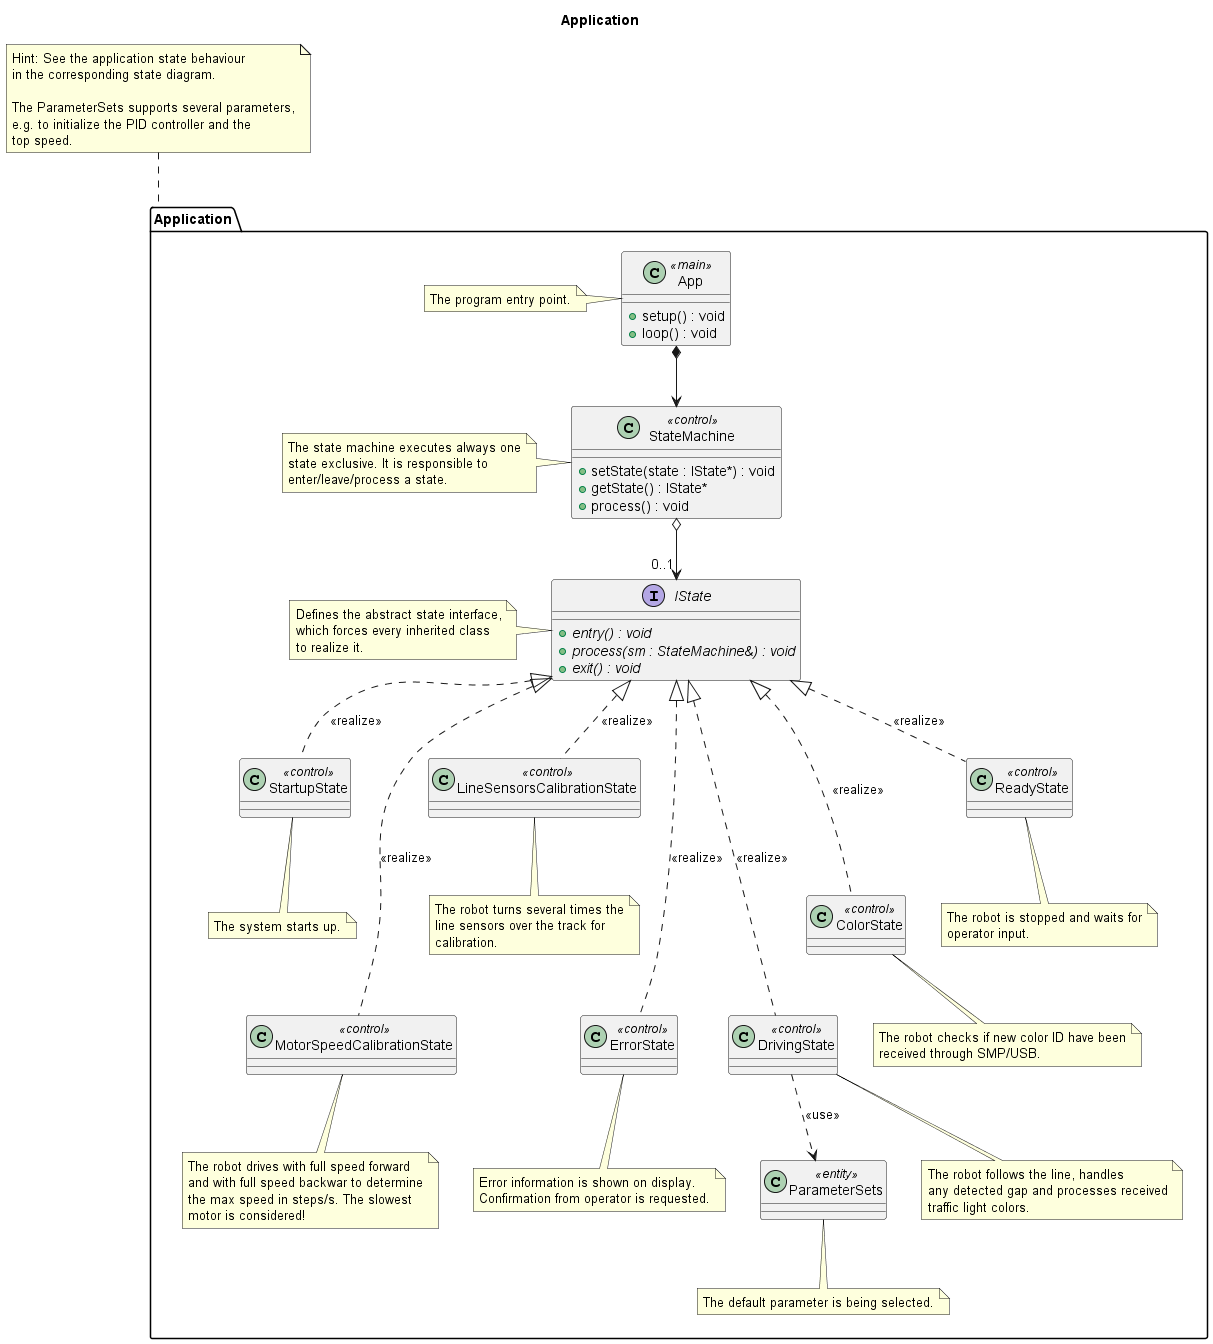 Application
Hint: See the application state behaviour
in the corresponding state diagram.
The ParameterSets supports several parameters,
e.g. to initialize the PID controller and the
top speed.
Application
C
«main»
App
setup() : void
loop() : void
The program entry point.
C
«control»
StateMachine
setState(state : IState*) : void
getState() : IState*
process() : void
The state machine executes always one
state exclusive. It is responsible to
enter/leave/process a state.
0..1
I
IState
entry() : void
process(sm : StateMachine&) : void
exit() : void
Defines the abstract state interface,
which forces every inherited class
to realize it.
«realize»
«realize»
«realize»
C
«control»
StartupState
C
«control»
LineSensorsCalibrationState
C
«control»
ReadyState
«realize»
«realize»
«realize»
«realize»
The system starts up.
The robot turns several times the
line sensors over the track for
calibration.
C
«control»
ColorState
The robot is stopped and waits for
operator input.
C
«control»
MotorSpeedCalibrationState
C
«control»
ErrorState
C
«control»
DrivingState
The robot checks if new color ID have been
received through SMP/USB.
«use»
The robot drives with full speed forward
and with full speed backwar to determine
the max speed in steps/s. The slowest
motor is considered!
Error information is shown on display.
Confirmation from operator is requested.
C
«entity»
ParameterSets
The robot follows the line, handles
any detected gap and processes received
traffic light colors.
The default parameter is being selected.